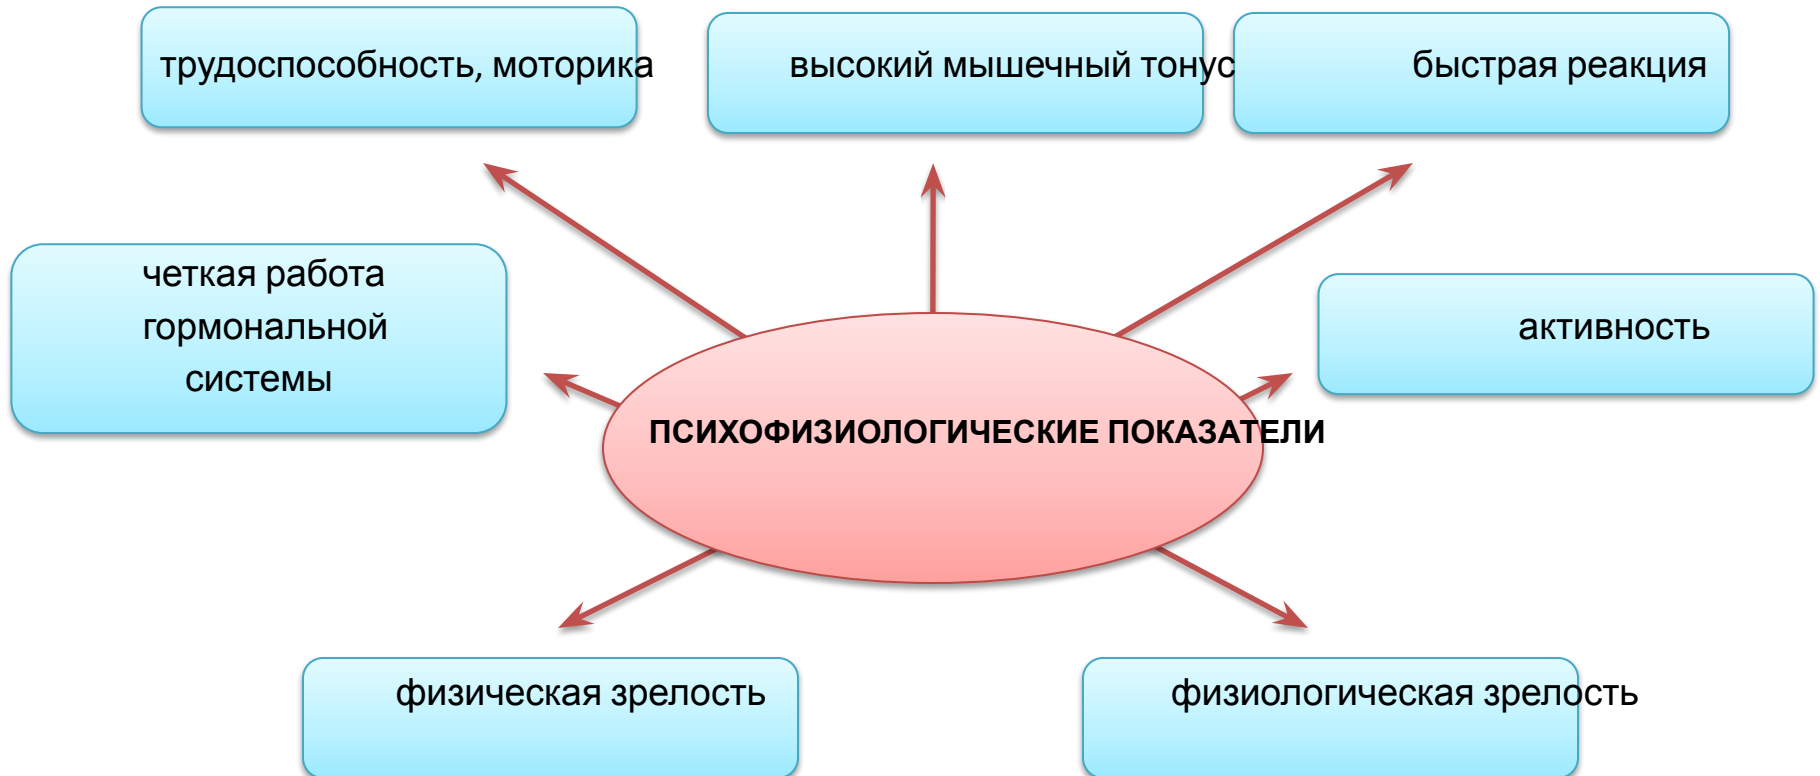 трудоспособность, моторика
высокий мышечный тонус
быстрая реакция
четкая работа
гормональной
системы
активность
ПСИХОФИЗИОЛОГИЧЕСКИЕ ПОКАЗАТЕЛИ
физическая зрелость
физиологическая зрелость